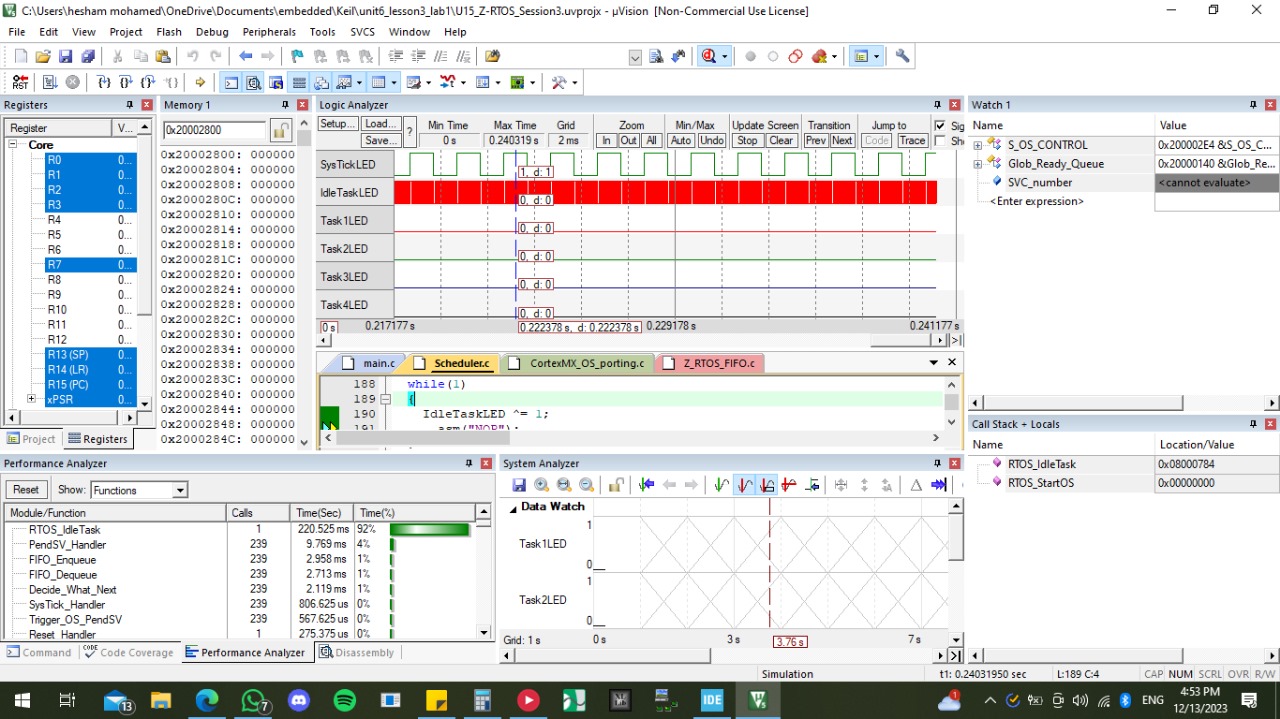 C:\Users\hesham mohamed\OneDrive\Documents\embedded\Keil\unit6_lesson3_lab1\U15_Z-RTOS_Session3.uvprojx - µVision [Non-Commercial Use License]
File Edit View Project Flash Debug Peripherals Tools SVCS Window Help
Registers
Register V...
Core
R0 0...
R1 0...
R2 0...
R3 0...
R4 0...
R5 0...
R6 0...
R7 0...
R8 0...
R9 0...
R10 0...
R11 0...
R12 0...
R13 (SP) 0...
R14 (LR) 0...
R15 (PC) 0...
xPSR 0...
Project Registers
Memory 1
0x20002800
0x20002800: 000000
0x20002804: 000000
0x20002808: 000000
0x2000280C: 000000
0x20002810: 000000
0x20002814: 000000
0x20002818: 000000
0x2000281C: 000000
0x20002820: 000000
0x20002824: 000000
0x20002828: 000000
0x2000282C: 000000
0x20002830: 000000
0x20002834: 000000
0x20002838: 000000
0x2000283C: 000000
0x20002840: 000000
0x20002844: 000000
0x20002848: 000000
0x2000284C: 000000
Logic Analyzer
Setup... Load... Save... ?
Min Time Max Time Grid Zoom Min/Max Update Screen Transition Jump to Sig
0 s 0.240319 s 2 ms In Out All Auto Undo Stop Clear Prev Next Code Trace Sho
SysTickLED
1, d: 1
IdleTaskLED
0, d: 0
Task1LED
0, d: 0
Task2LED
0, d: 0
Task3LED
0, d: 0
Task4LED
0, d: 0
0 s 0.217177 s 0.222378 s, d: 0.222378 s 0.229178 s 0.241177 s
main.c Scheduler.c CortexMX_OS_porting.c Z_RTOS_FIFO.c
188 while(1)
189 {
190 IdleTaskLED ^= 1;
191 asm("NOP");
Watch 1
Name Value
S_OS_CONTROL 0x200002E4 &S_OS_C...
Glob_Ready_Queue 0x20000140 &Glob_Re...
SVC_number <cannot evaluate>
<Enter expression>
Call Stack + Locals
Name Location/Value
RTOS_IdleTask 0x08000784
RTOS_StartOS 0x00000000
Performance Analyzer
Reset Show: Functions
Module/Function Calls Time(Sec) Time(%)
RTOS_IdleTask 1 220.525 ms 92%
PendSV_Handler 239 9.769 ms 4%
FIFO_Enqueue 239 2.958 ms 1%
FIFO_Dequeue 239 2.713 ms 1%
Decide_What_Next 239 2.119 ms 1%
SysTick_Handler 239 806.625 us 0%
Trigger_OS_PendSV 239 567.625 us 0%
Reset_Handler 1 275.375 us 0%
Command Code Coverage Performance Analyzer Disassembly
System Analyzer
Data Watch
1
Task1LED
0
1
Task2LED
0
Grid: 1 s 0s 3s 3.76 s 7s
Simulation t1: 0.24031950 sec L:189 C:4 CAP NUM SCRL OVR R/W
13 7 IDE 1 ENG 4:53 PM
12/13/2023